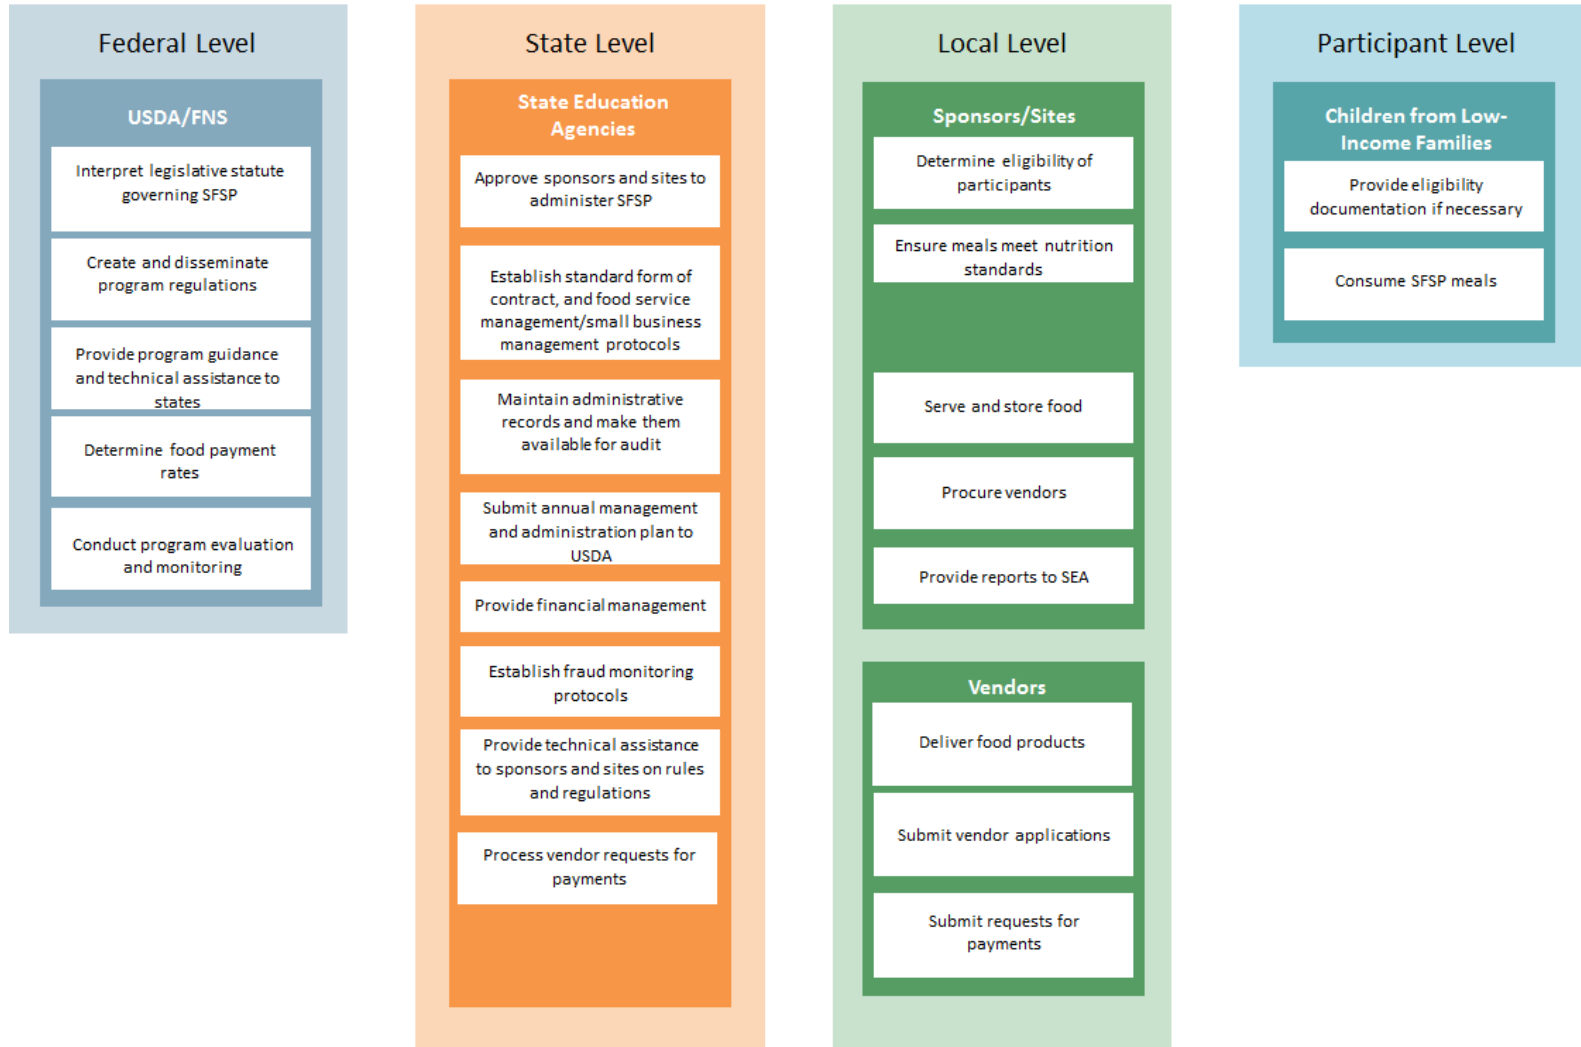 Federal Level
USDA/FNS
Interpret legislative statute
governing SFSP
Create and disseminate
program regulations
Provide program guidance
and technical assistance to
states
Determine food payment
rates
Conduct program evaluation
and monitoring
State Level
State Education
Agencies
Approve sponsors and sites to
administer SFSP
Establish standard form of
contract, and food service
management/small business
management protocols
Maintain administrative
records and make them
available for audit
Submit annual management
and administration plan to
USDA
Provide financial management
Establish fraud monitoring
protocols
Provide technical assistance
to sponsors and sites on rules
and regulations
Process vendor requests for
payments
Local Level
Sponsors/Sites
Determine eligibility of
participants
Ensure meals meet nutrition
standards
Serve and store food
Procure vendors
Provide reports to SEA
Vendors
Deliver food products
Submit vendor applications
Submit requests for
payments
Participant Level
Children from Low-
Income Families
Provide eligibility
documentation if necessary
Consume SFSP meals